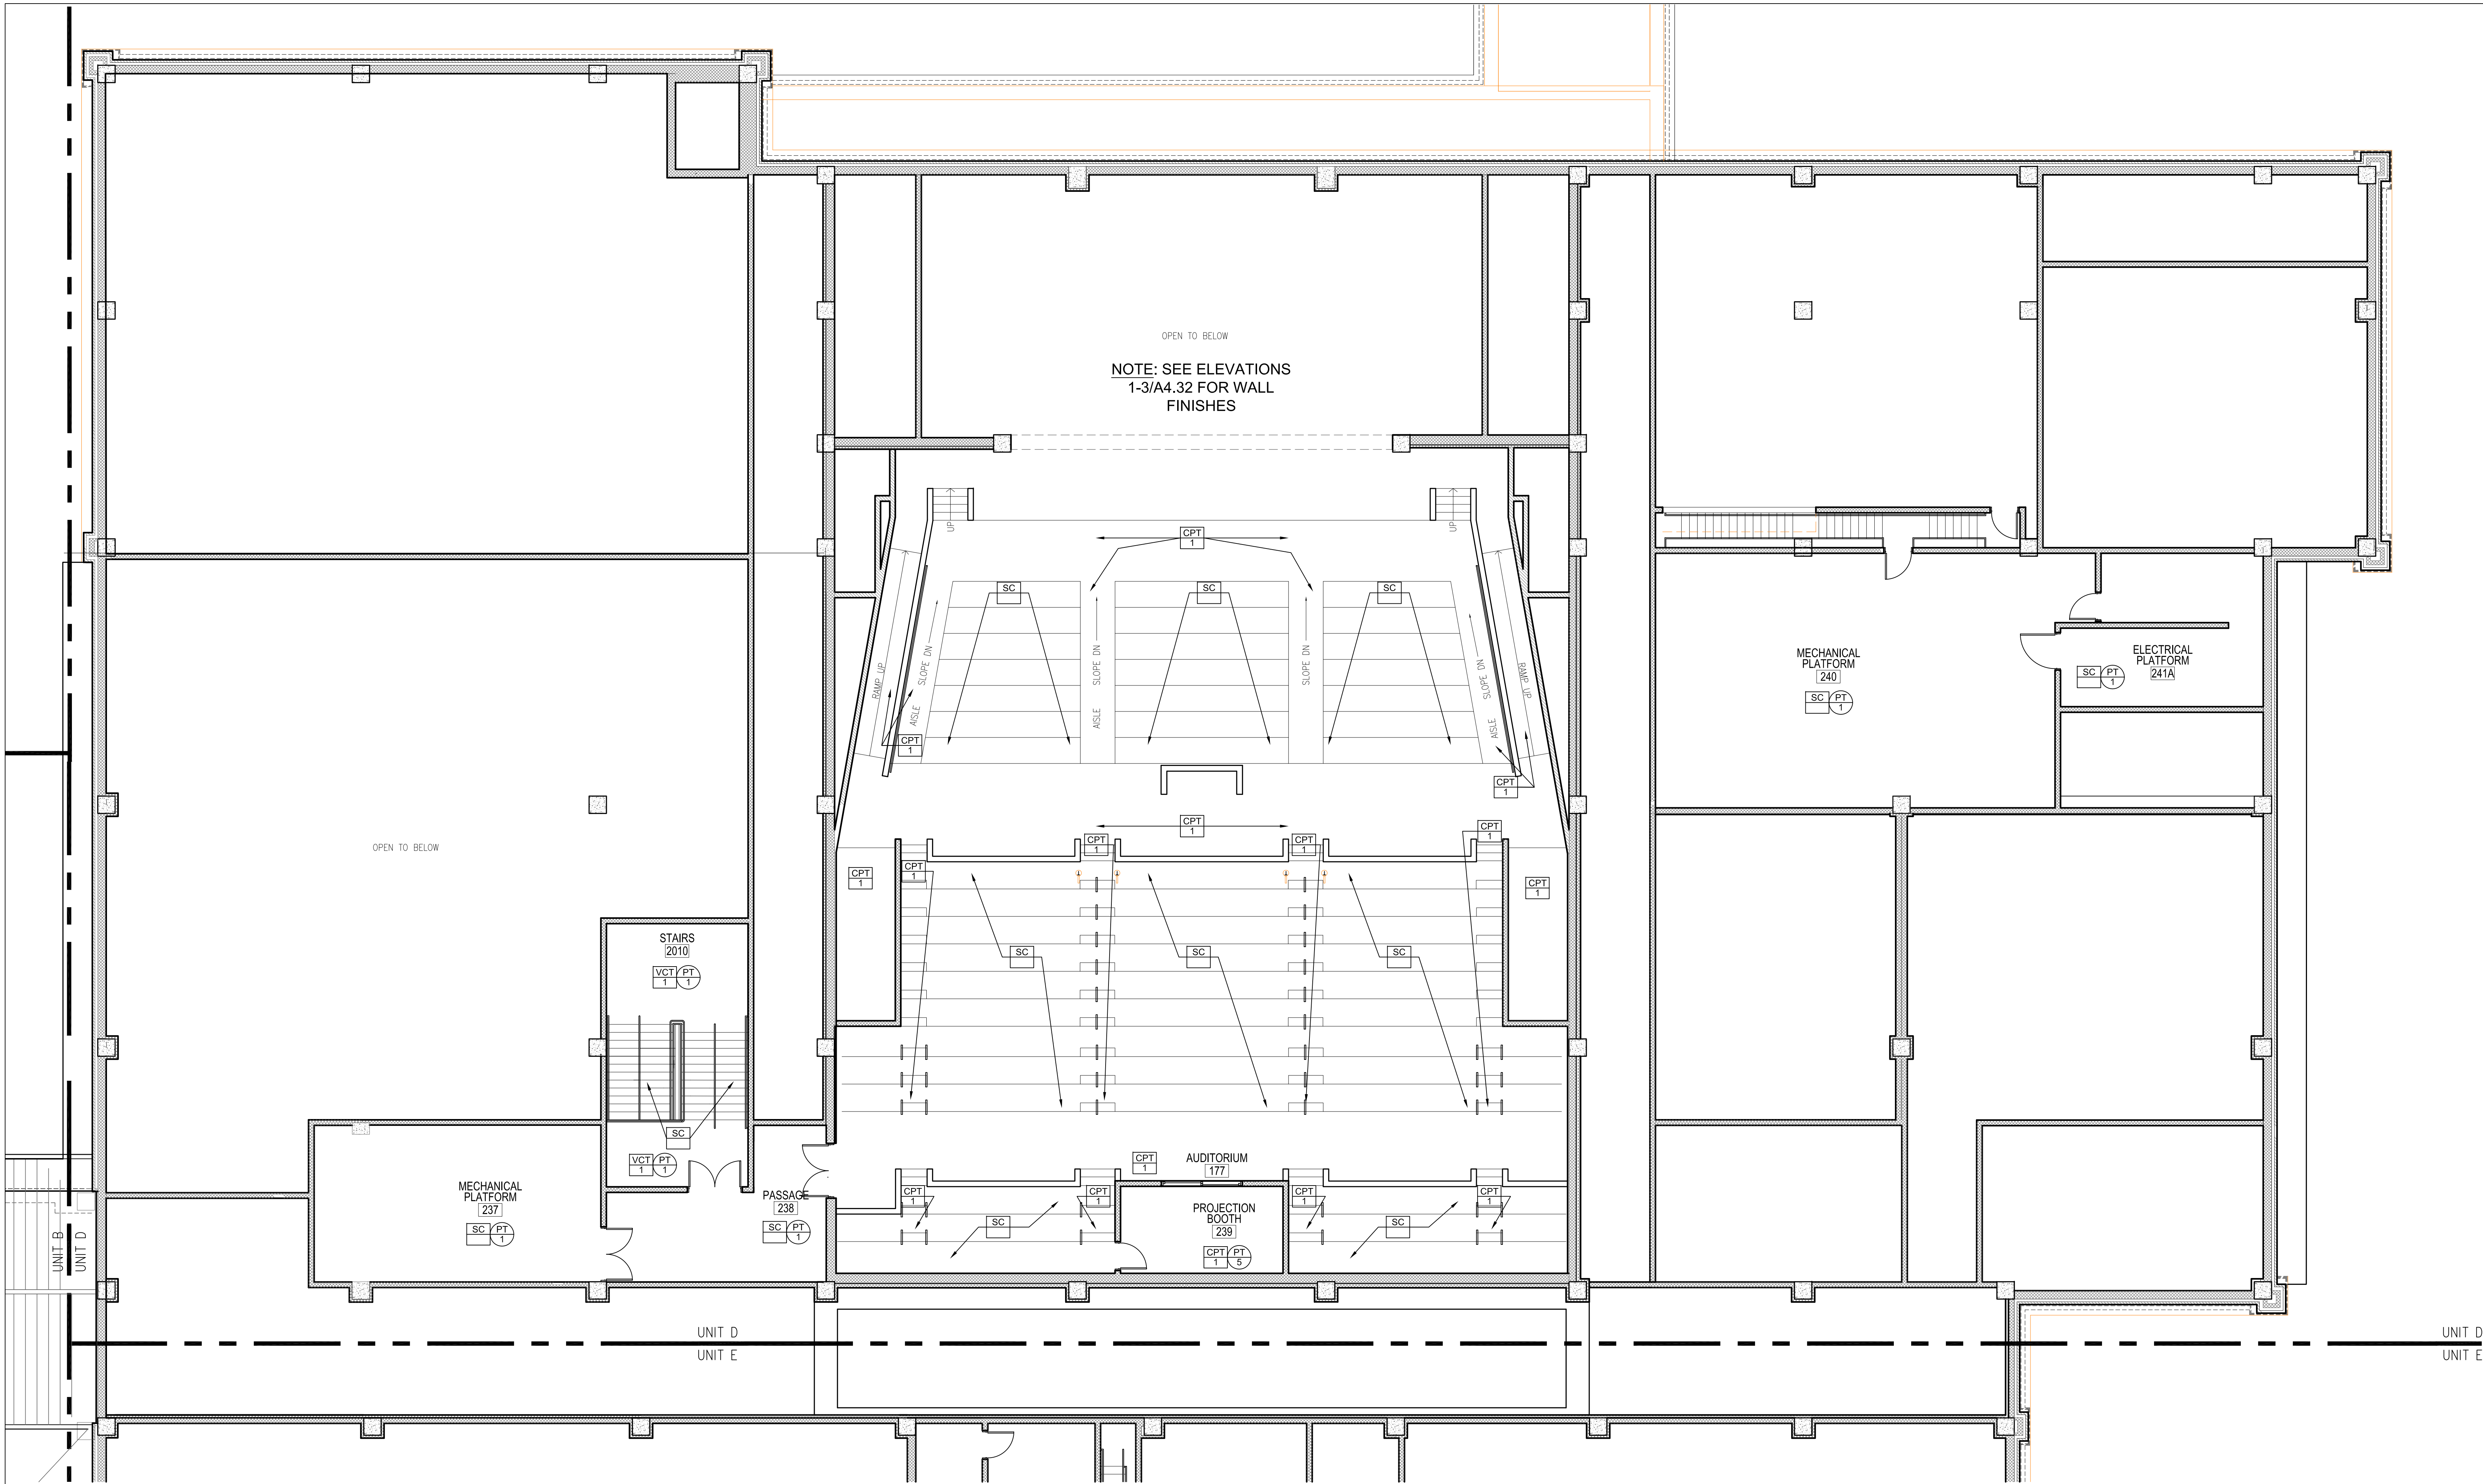 OPEN TO BELOW
NOTE: SEE ELEVATIONS
1-3/A4.32 FOR WALL
FINISHES
UP
UP
CPT
1
SC
SC
SC
RAMP UP
SLOPE DN
AISLE
SLOPE DN
AISLE
SLOPE DN
SLOPE DN
AISLE
RAMP UP
CPT
1
CPT
1
MECHANICAL
PLATFORM
240
SC PT
1
ELECTRICAL
PLATFORM
241A
SC PT
1
OPEN TO BELOW
CPT
1
CPT
1
CPT
1
CPT
1
CPT
1
CPT
1
CPT
1
STAIRS
2010
VCT PT
1 1
SC
SC
SC
SC
VCT PT
1 1
MECHANICAL
PLATFORM
237
SC PT
1
PASSAGE
238
SC PT
1
CPT
1
AUDITORIUM
177
CPT
1
CPT
1
CPT
1
CPT
1
SC
SC
PROJECTION
BOOTH
239
CPT PT
1 5
UNIT B
UNIT D
UNIT D
UNIT E
UNIT D
UNIT E